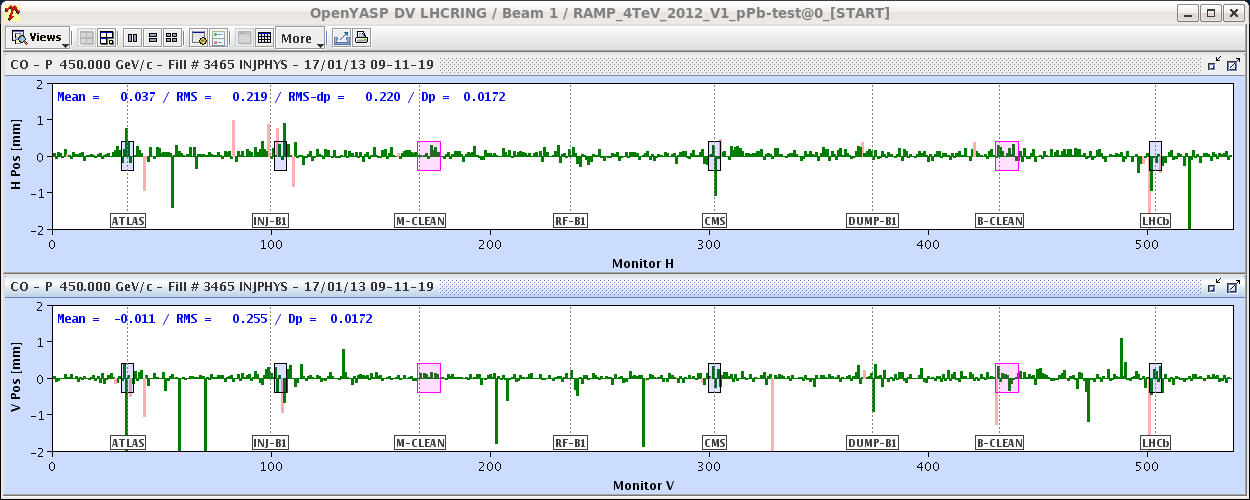 OpenYASP DV LHCRING / Beam 1 / RAMP_4TeV_2012_V1_pPb-test@0_[START]
Views More
CO - P 450.000 GeV/c - Fill # 3465 INJPHYS - 17/01/13 09-11-19
Mean = 0.037 / RMS = 0.219 / RMS-dp = 0.220 / Dp = 0.0172
H Pos [mm]
2
1
0
-1
-2
ATLAS INJ-B1 M-CLEAN RF-B1 CMS DUMP-B1 B-CLEAN LHCb
0 100 200 300 400 500
Monitor H
CO - P 450.000 GeV/c - Fill # 3465 INJPHYS - 17/01/13 09-11-19
Mean = -0.011 / RMS = 0.255 / Dp = 0.0172
V Pos [mm]
2
1
0
-1
-2
ATLAS INJ-B1 M-CLEAN RF-B1 CMS DUMP-B1 B-CLEAN LHCb
0 100 200 300 400 500
Monitor V